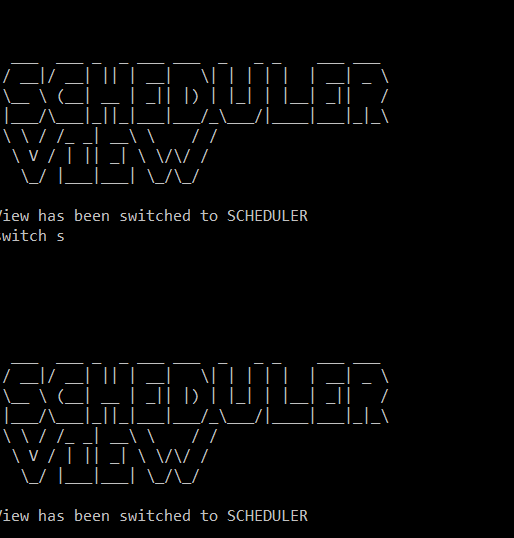 SCHEDULER
VIEW
View has been switched to SCHEDULER
switch s
SCHEDULER
VIEW
View has been switched to SCHEDULER